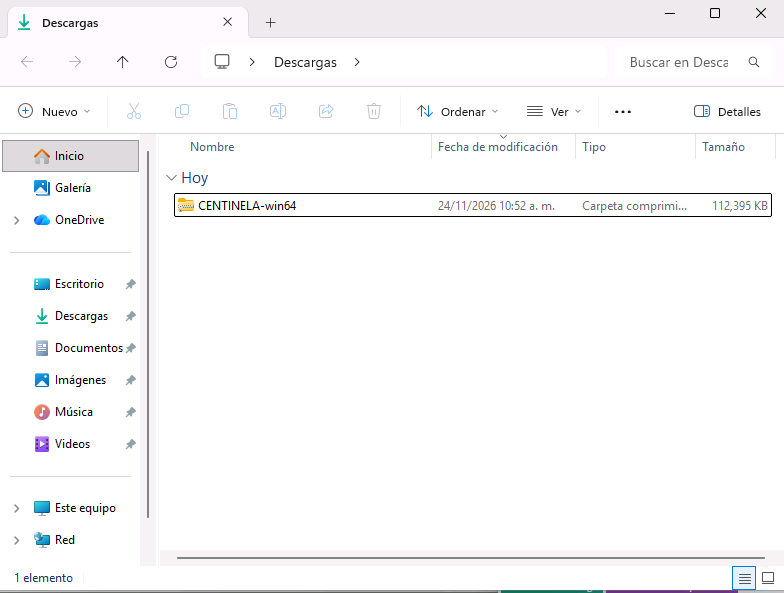 Descargas
Descargas
Buscar en Desca
Nuevo
Ordenar
Ver
Detalles
Inicio
Galería
OneDrive
Escritorio
Descargas
Documentos
Imágenes
Música
Videos
Este equipo
Red
Nombre
Fecha de modificación
Tipo
Tamaño
Hoy
CENTINELA-win64
24/11/2026 10:52 a. m.
Carpeta comprimi...
112,395 KB
1 elemento